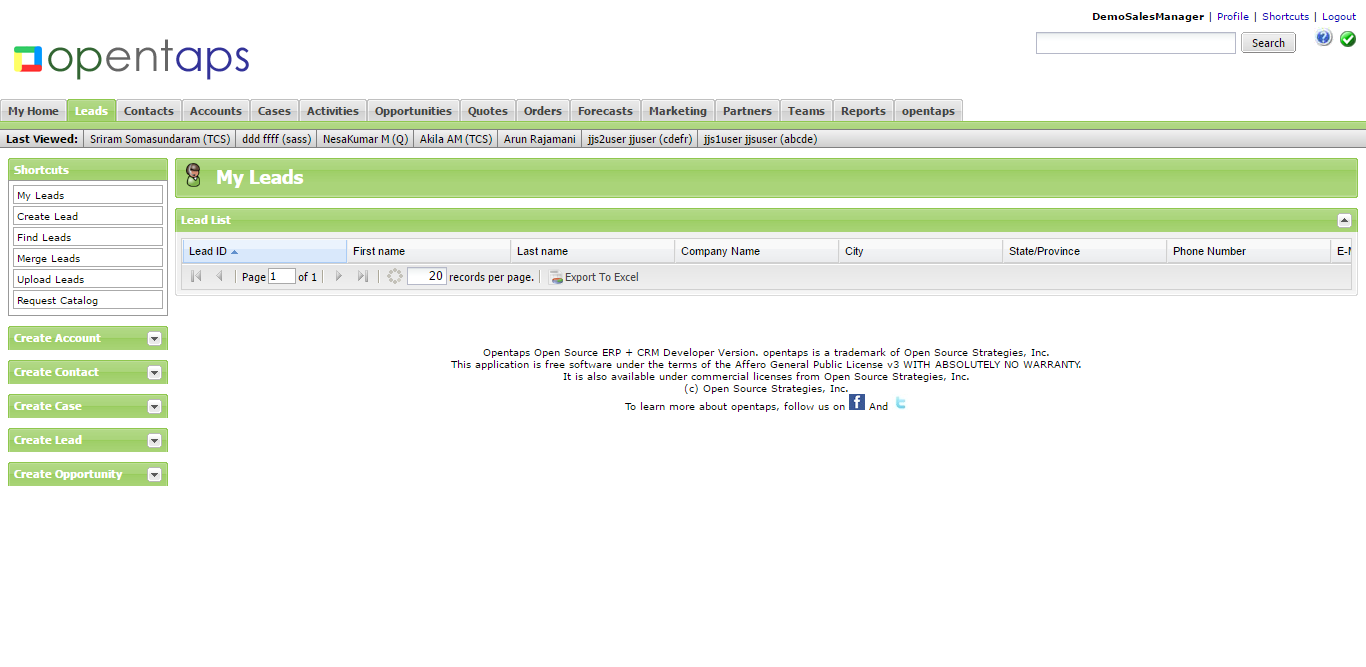 DemoSalesManager | Profile | Shortcuts | Logout
opentaps
Search
My Home Leads Contacts Accounts Cases Activities Opportunities Quotes Orders Forecasts Marketing Partners Teams Reports opentaps
Last Viewed: Sriram Somasundaram (TCS) ddd ffff (sass) NesaKumar M (Q) Akila AM (TCS) Arun Rajamani jjs2user jjuser (cdefr) jjs1user jjsuser (abcde)
Shortcuts
My Leads
Create Lead
Find Leads
Merge Leads
Upload Leads
Request Catalog
Create Account
Create Contact
Create Case
Create Lead
Create Opportunity
My Leads
Lead List
Lead ID First name Last name Company Name City State/Province Phone Number
Page 1 of 1 20 records per page. Export To Excel
Opentaps Open Source ERP + CRM Developer Version. opentaps is a trademark of Open Source Strategies, Inc.
This application is free software under the terms of the Affero General Public License v3 WITH ABSOLUTELY NO WARRANTY.
It is also available under commercial licenses from Open Source Strategies, Inc.
(c) Open Source Strategies, Inc.
To learn more about opentaps, follow us on f And t